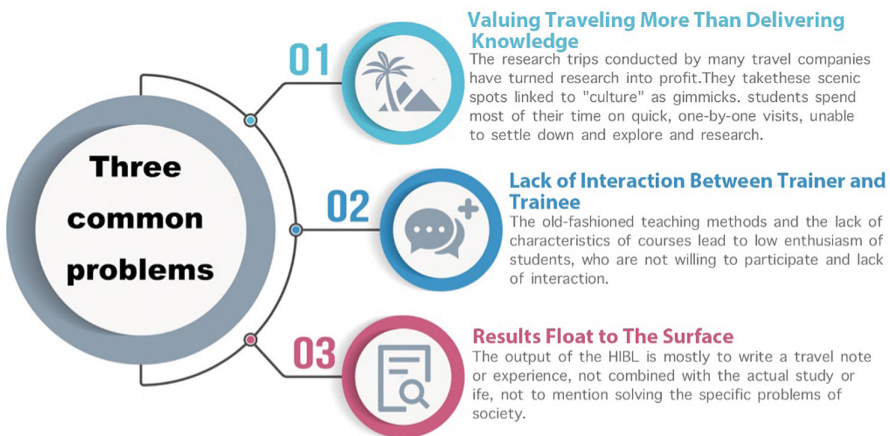 Three
common
problems
01
Valuing Traveling More Than Delivering
Knowledge
The research trips conducted by many travel companies
have turned research into profit.They takethese scenic
spots linked to "culture" as gimmicks. students spend
most of their time on quick, one-by-one visits, unable
to settle down and explore and research.
02
Lack of Interaction Between Trainer and
Trainee
The old-fashioned teaching methods and the lack of
characteristics of courses lead to low enthusiasm of
students, who are not willing to participate and lack
of interaction.
03
Results Float to The Surface
The output of the HIBL is mostly to write a travel note
or experience, not combined with the actual study or
ife, not to mention solving the specific problems of
society.